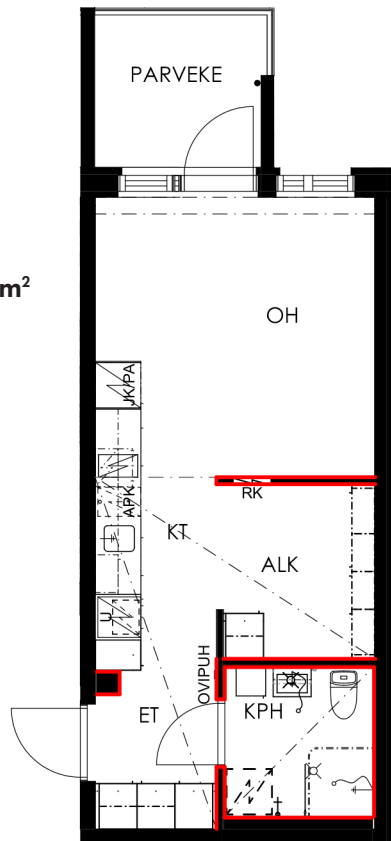 PARVEKE
m²
OH
JK/PA
RK
APK
KT
ALK
U
OVIPUH
ET
KPH